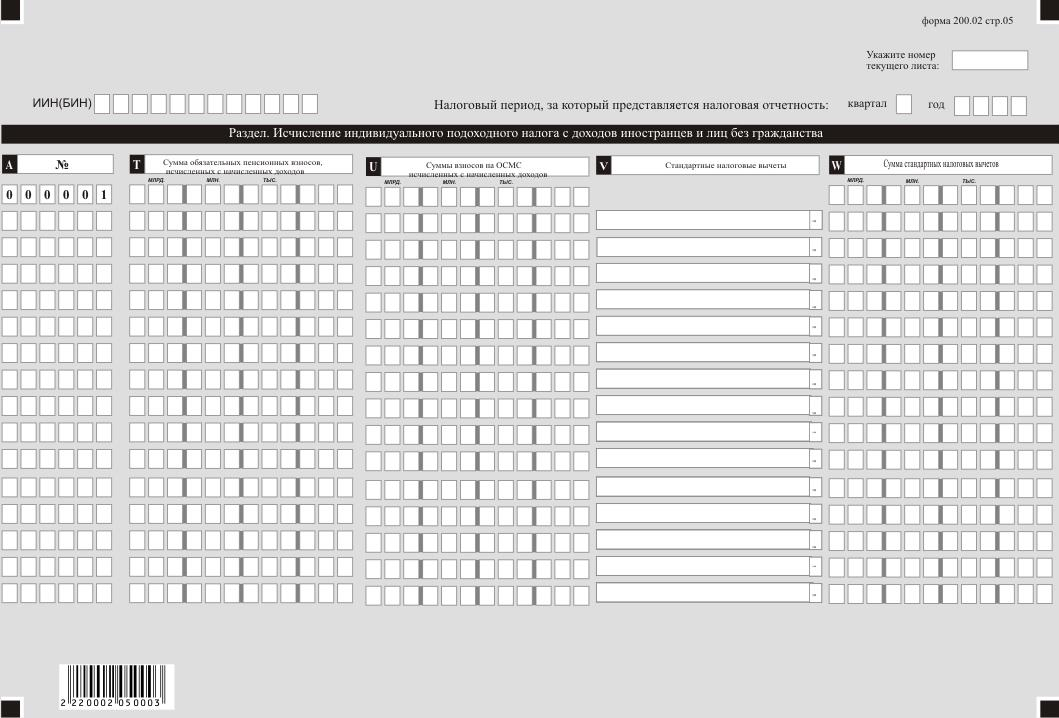 форма 200.02 стр.05
Укажите номер
текущего листа:
ИИН(БИН)
Налоговый период, за который представляется налоговая отчетность: квартал год
Раздел. Исчисление индивидуального подоходного налога с доходов иностранцев и лиц без гражданства
A №
T Сумма обязательных пенсионных взносов,
исчисленных с начисленных доходов
U Суммы взносов на ОСМС
исчисленных с начисленных доходов
V Стандартные налоговые вычеты
W Сумма стандартных налоговых вычетов
МЛРД. МЛН. ТЫС.
МЛРД. МЛН. ТЫС.
МЛРД. МЛН. ТЫС.
0 0 0 0 0 1
2 220002 050003